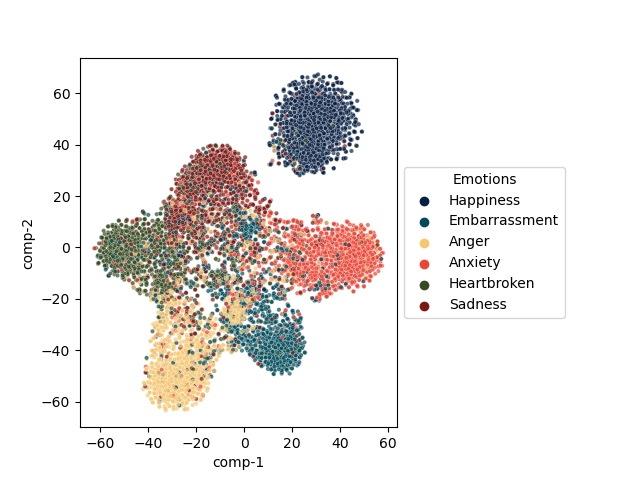 60
40
20
0
−20
−40
−60
comp-2
−60 −40 −20 0 20 40 60
comp-1
Emotions
Happiness
Embarrassment
Anger
Anxiety
Heartbroken
Sadness